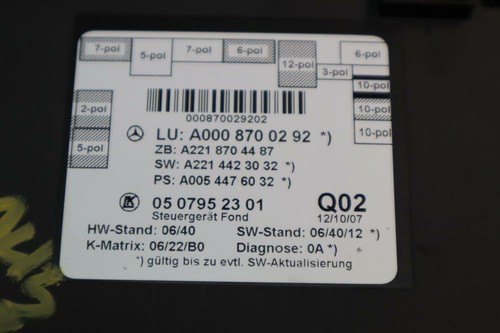 7-pol 5-pol 7-pol 6-pol 12-pol 3-pol 6-pol
10-pol
2-pol 10-pol
5-pol 10-pol
000870029202
LU: A000 870 02 92 *)
ZB: A221 870 44 87
SW: A221 442 30 32 *)
PS: A005 447 60 32 *)
05 0795 23 01 Q02
Steuergerät Fond 12/10/07
HW-Stand: 06/40 SW-Stand: 06/40/12 *)
K-Matrix: 06/22/B0 Diagnose: 0A *)
*) gültig bis zu evtl. SW-Aktualisierung